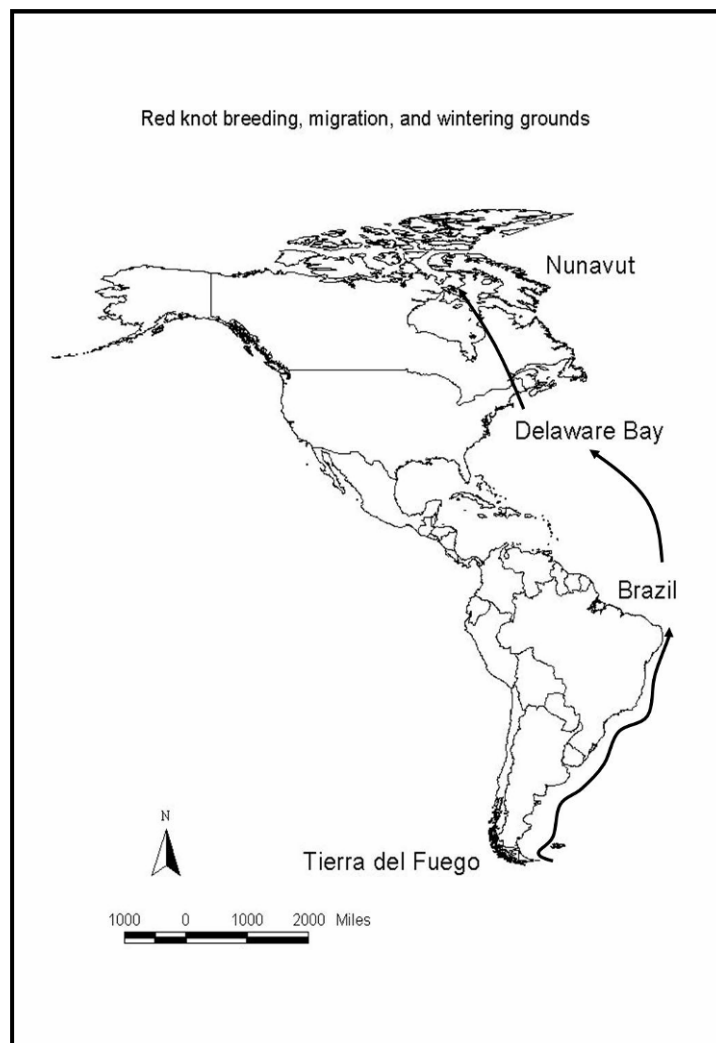 Red knot breeding, migration, and wintering grounds
Nunavut
Delaware Bay
Brazil
Tierra del Fuego
N
1000 0 1000 2000 Miles